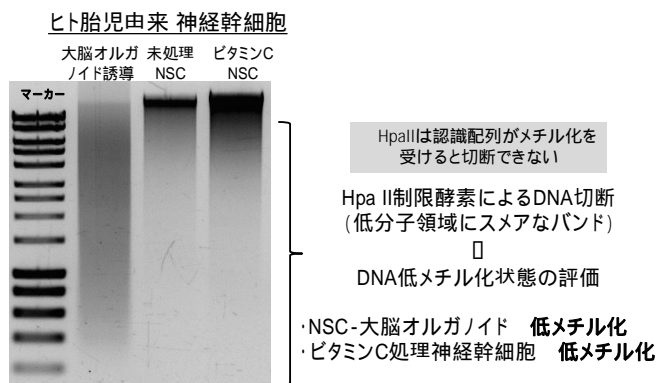 ヒト胎児由来 神経幹細胞
大脳オルガ 未処理 ビタミンC
ノイド誘導 NSC NSC
マーカー
HpaIIは認識配列がメチル化を
受けると切断できない
Hpa II制限酵素によるDNA切断
(低分子領域にスメアなバンド)
▯
DNA低メチル化状態の評価
・NSC-大脳オルガノイド 低メチル化
・ビタミンC処理神経幹細胞 低メチル化